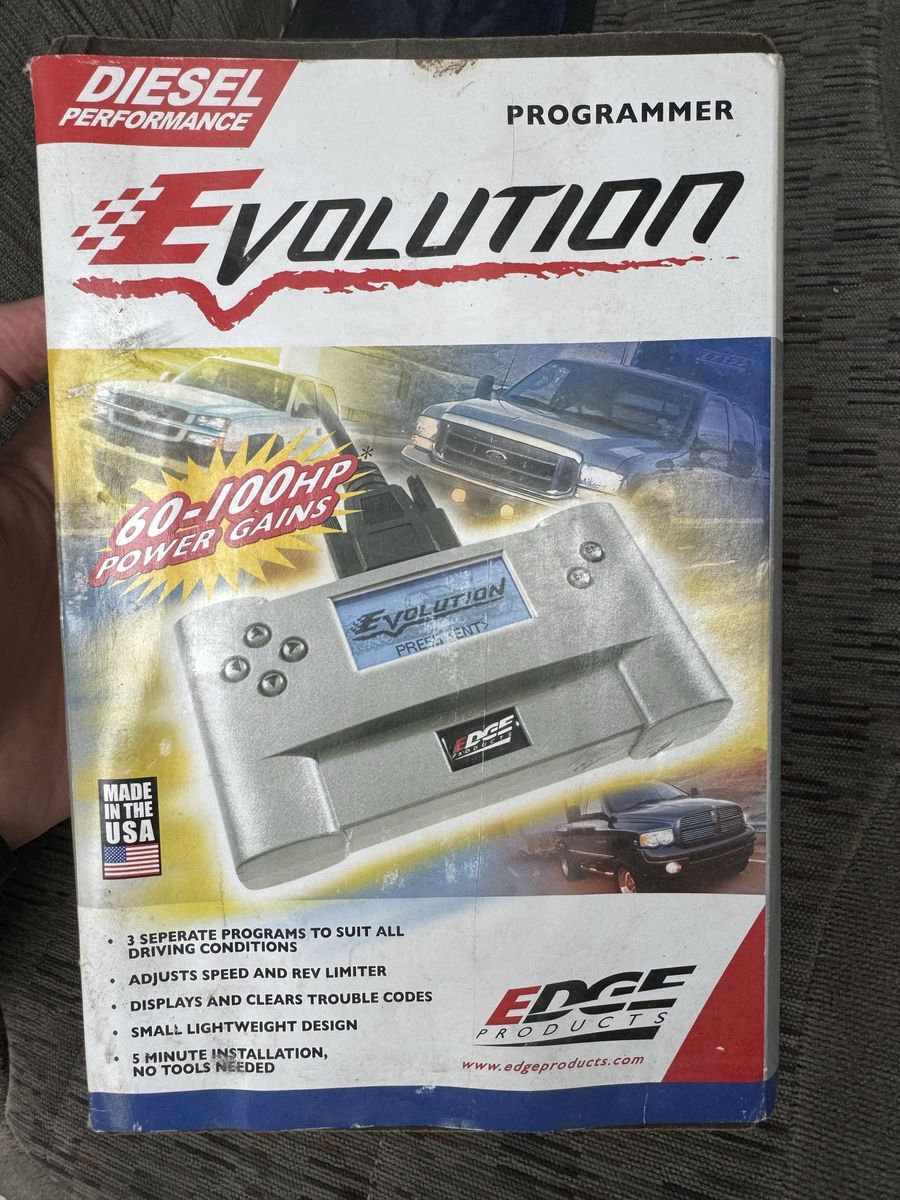 DIESEL
PERFORMANCE
PROGRAMMER
EVOLUTION
60-100HP*
POWER GAINS
EVOLUTION
EDGE
PRODUCTS
MADE
IN THE
USA
• 3 SEPERATE PROGRAMS TO SUIT ALL
DRIVING CONDITIONS
• ADJUSTS SPEED AND REV LIMITER
• DISPLAYS AND CLEARS TROUBLE CODES
• SMALL LIGHTWEIGHT DESIGN
• 5 MINUTE INSTALLATION,
NO TOOLS NEEDED
EDGE
PRODUCTS
www.edgeproducts.com